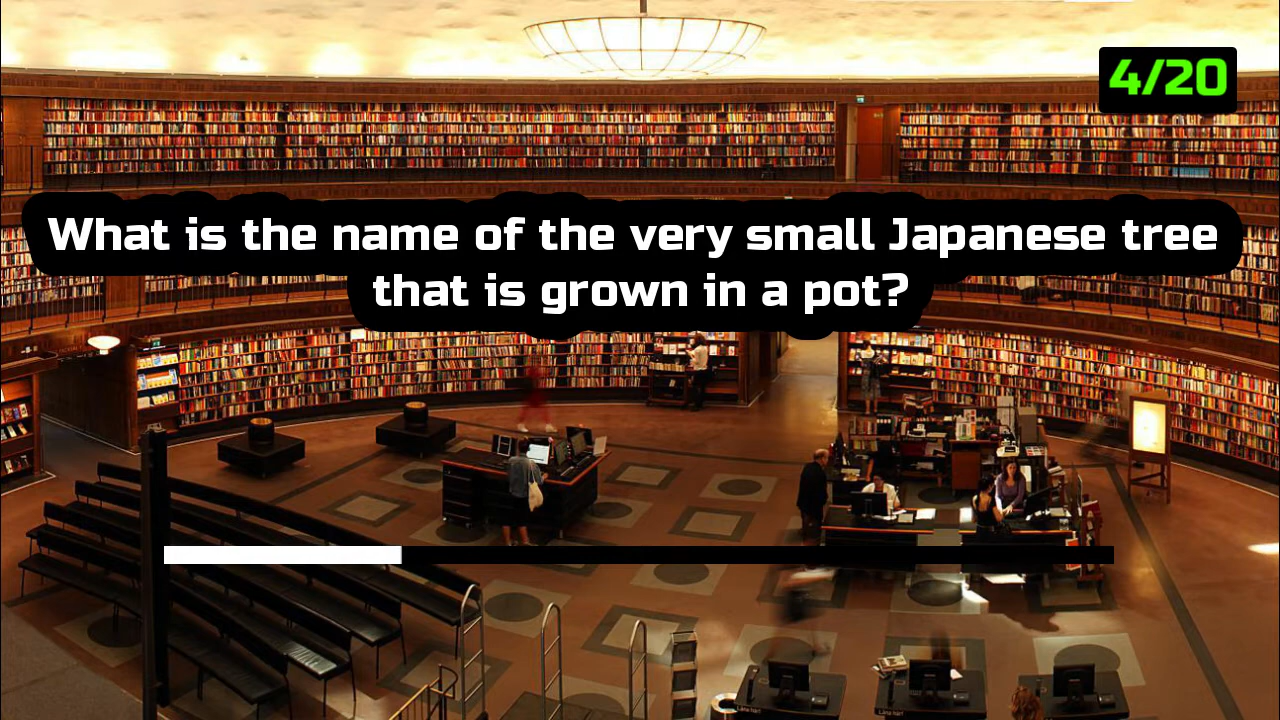 4/20
What is the name of the very small Japanese tree
that is grown in a pot?